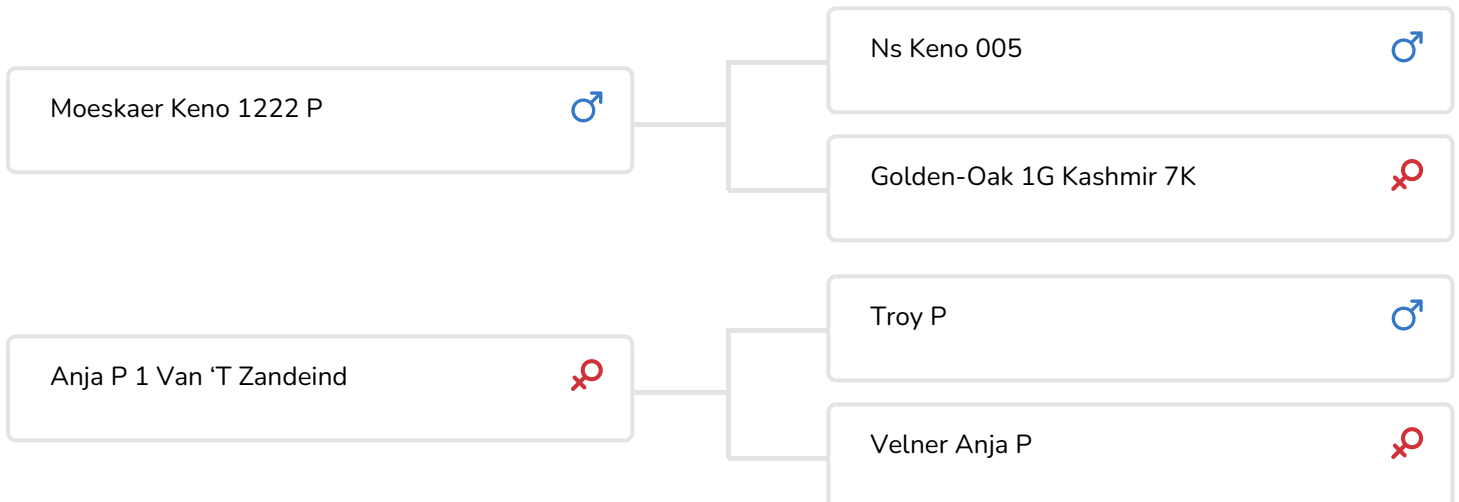 Ns Keno 005
Moeskaer Keno 1222 P
Golden-Oak 1G Kashmir 7K
Troy P
Anja P 1 Van ‘T Zandeind
Velner Anja P